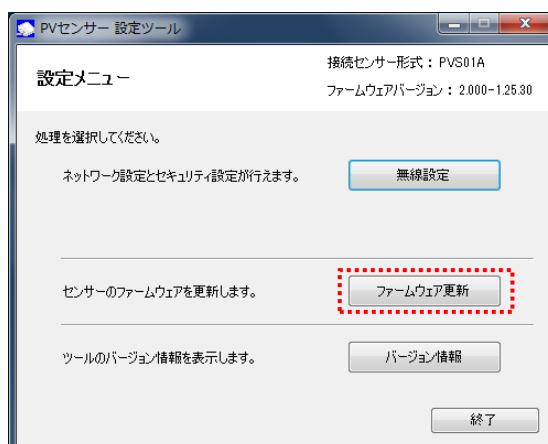 PVセンサー 設定ツール
設定メニュー
接続センサー形式： PVS01A
ファームウェアバージョン： 2.000-1.25.30
処理を選択してください。
ネットワーク設定とセキュリティ設定が行えます。
無線設定
センサーのファームウェアを更新します。
ファームウェア更新
ツールのバージョン情報を表示します。
バージョン情報
終了